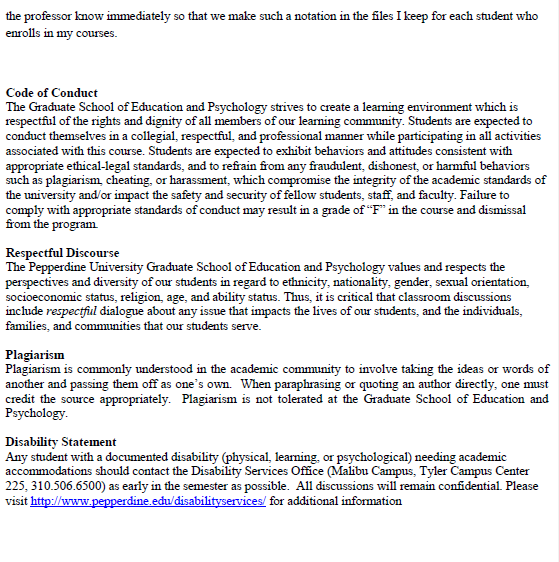 the professor know immediately so that we make such a notation in the files I keep for each student who
enrolls in my courses.
Code of Conduct
The Graduate School of Education and Psychology strives to create a learning environment which is
respectful of the rights and dignity of all members of our learning community. Students are expected to
conduct themselves in a collegial, respectful, and professional manner while participating in all activities
associated with this course. Students are expected to exhibit behaviors and attitudes consistent with
appropriate ethical-legal standards, and to refrain from any fraudulent, dishonest, or harmful behaviors
such as plagiarism, cheating, or harassment, which compromise the integrity of the academic standards of
the university and/or impact the safety and security of fellow students, staff, and faculty. Failure to
comply with appropriate standards of conduct may result in a grade of “F” in the course and dismissal
from the program.
Respectful Discourse
The Pepperdine University Graduate School of Education and Psychology values and respects the
perspectives and diversity of our students in regard to ethnicity, nationality, gender, sexual orientation,
socioeconomic status, religion, age, and ability status. Thus, it is critical that classroom discussions
include respectful dialogue about any issue that impacts the lives of our students, and the individuals,
families, and communities that our students serve.
Plagiarism
Plagiarism is commonly understood in the academic community to involve taking the ideas or words of
another and passing them off as one’s own. When paraphrasing or quoting an author directly, one must
credit the source appropriately. Plagiarism is not tolerated at the Graduate School of Education and
Psychology.
Disability Statement
Any student with a documented disability (physical, learning, or psychological) needing academic
accommodations should contact the Disability Services Office (Malibu Campus, Tyler Campus Center
225, 310.506.6500) as early in the semester as possible. All discussions will remain confidential. Please
visit http://www.pepperdine.edu/disabilityservices/ for additional information